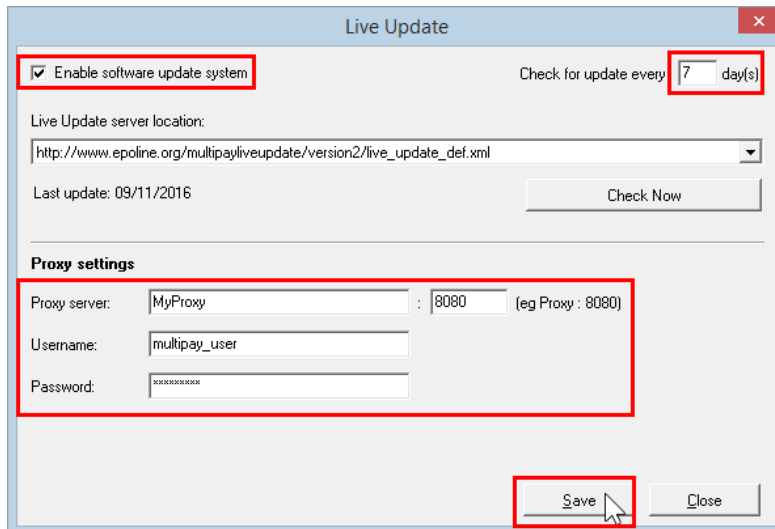 Live Update
Enable software update system
Check for update every 7 day(s)
Live Update server location:
http://www.epoline.org/multipayliveupdate/version2/live_update_def.xml
Last update: 09/11/2016
Check Now
Proxy settings
Proxy server: MyProxy : 8080 (eg Proxy : 8080)
Username: multipay_user
Password: ×××××××××
Save Close